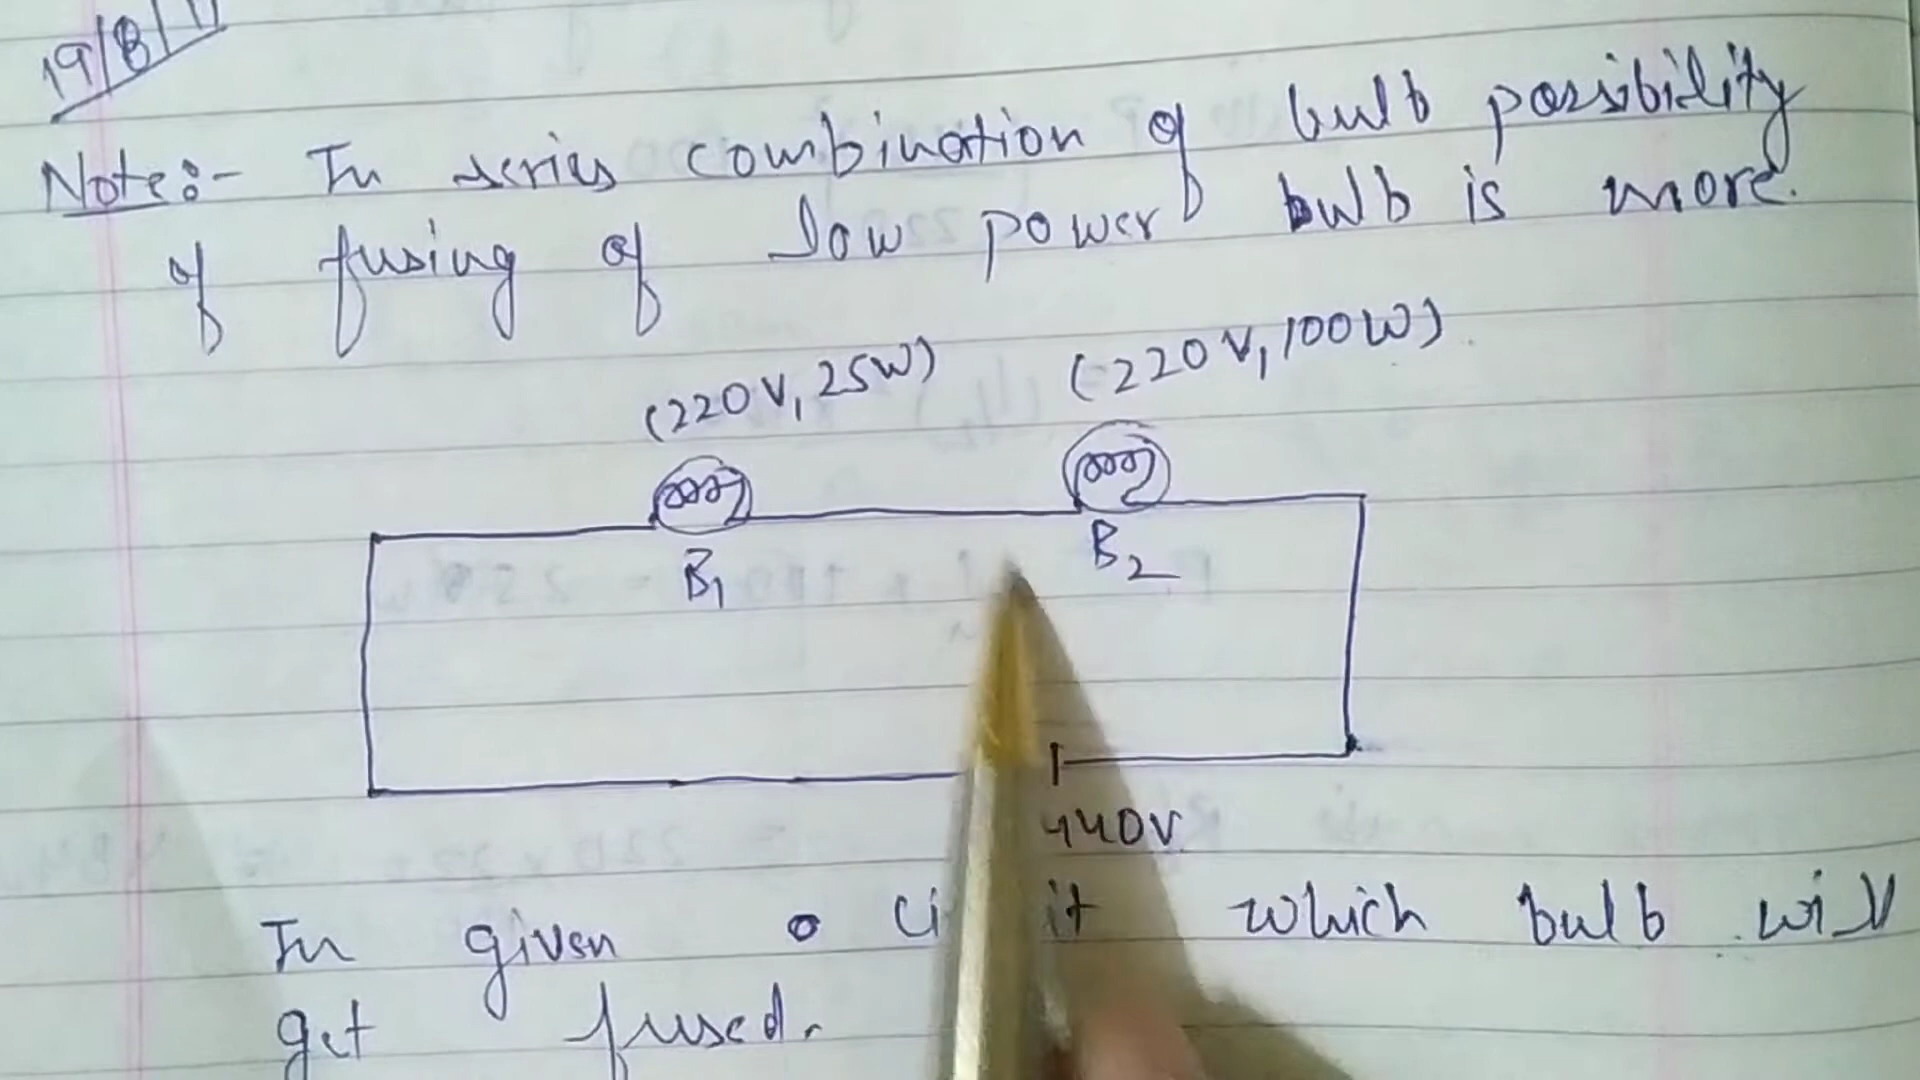 19/8/11
Note:- In series combination of bulb possibility
of fusing of low power bulb is more.
(220V, 25W) (220V, 100W)
B1 B2
440V
In given which bulb will
get fused.